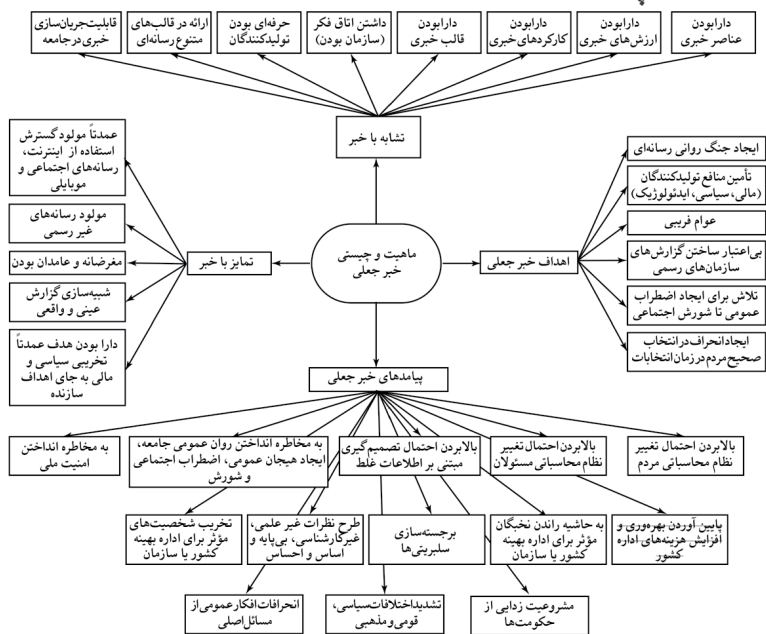 دارابودن
عناصر خبری
دارابودن
ارزش‌های خبری
دارابودن
کارکردهای خبری
دارابودن
قالب خبری
داشتن اتاق فکر
(سازمان بودن)
حرفه‌ای بودن
تولیدکنندگان
ارائه در قالب‌های
متنوع رسانه‌ای
قابلیت جریان‌سازی
خبری در جامعه
تشابه با خبر
ایجاد جنگ روانی رسانه‌ای
تأمین منافع تولیدکنندگان
(مالی، سیاسی، ایدئولوژیک)
عوام فریبی
بی‌اعتبار ساختن گزارش‌های
سازمان‌های رسمی
تلاش برای ایجاد اضطراب
عمومی تا شورش اجتماعی
ایجاد انحراف در انتخاب
صحیح مردم در زمان انتخابات
اهداف خبر جعلی
ماهیت و چیستی
خبر جعلی
تمایز با خبر
عمدتاً مولود گسترش
استفاده از اینترنت،
رسانه‌های اجتماعی و
موبایلی
مولود رسانه‌های
غیر رسمی
مغرضانه و عامدان بودن
شبیه‌سازی گزارش
عینی و واقعی
دارا بودن هدف عمدتاً
تخریبی سیاسی و
مالی به جای اهداف
سازنده
پیامدهای خبر جعلی
بالابردن احتمال تغییر
نظام محاسباتی مردم
بالابردن احتمال تغییر
نظام محاسباتی مسئولان
بالابردن احتمال تصمیم‌گیری
مبتنی بر اطلاعات غلط
به مخاطره انداختن روان عمومی جامعه،
ایجاد هیجان عمومی، اضطراب اجتماعی
و شورش
به مخاطره انداختن
امنیت ملی
پایین آوردن بهره‌وری و
افزایش هزینه‌های اداره
کشور
به حاشیه راندن نخبگان
مؤثر برای اداره بهینه
کشور یا سازمان
برجسته‌سازی
سلبریتی‌ها
طرح نظرات غیر علمی،
غیرکارشناسی، بی‌پایه و
اساس و احساس
تخریب شخصیت‌های
مؤثر برای اداره بهینه
کشور یا سازمان
مشروعیت زدایی از
حکومت‌ها
تشدید اختلافات سیاسی،
قومی و مذهبی
انحرافات افکار عمومی از
مسائل اصلی